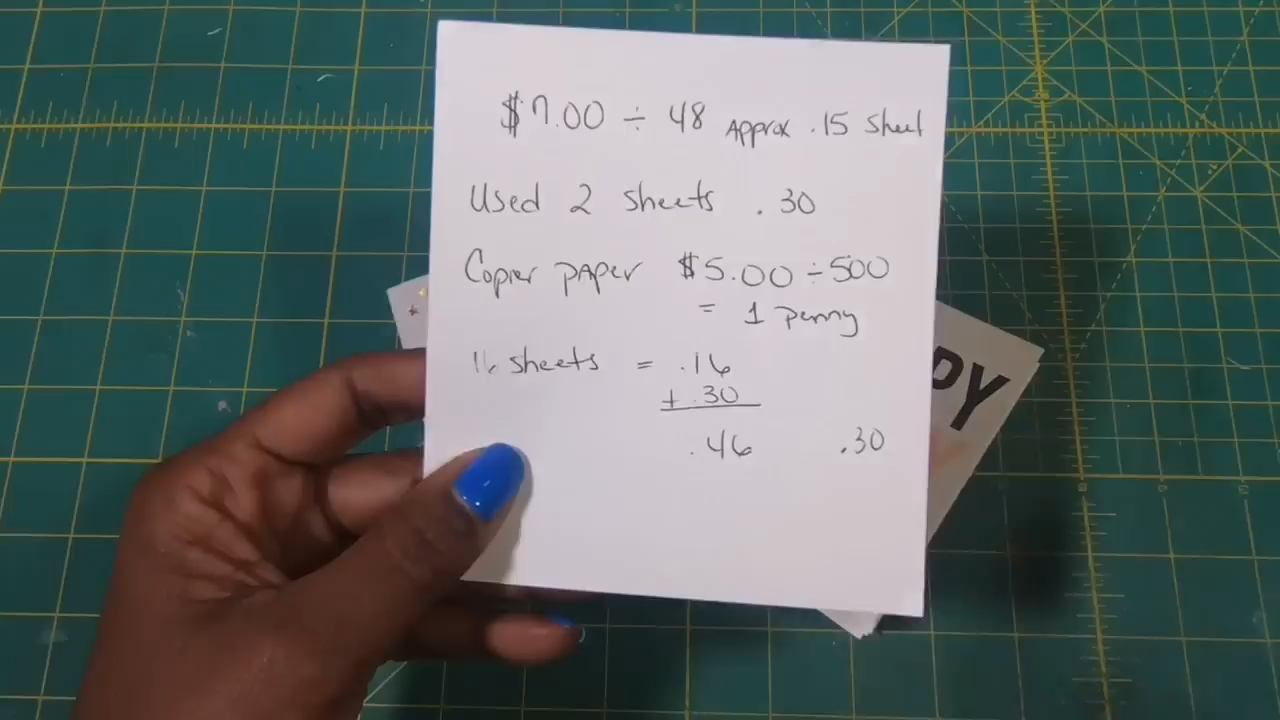 $7.00 ÷ 48 Approx .15 sheet
Used 2 sheets .30
Copier paper $5.00 ÷ 500
= 1 penny
16 sheets = .16
+ .30
.46 .30
PY